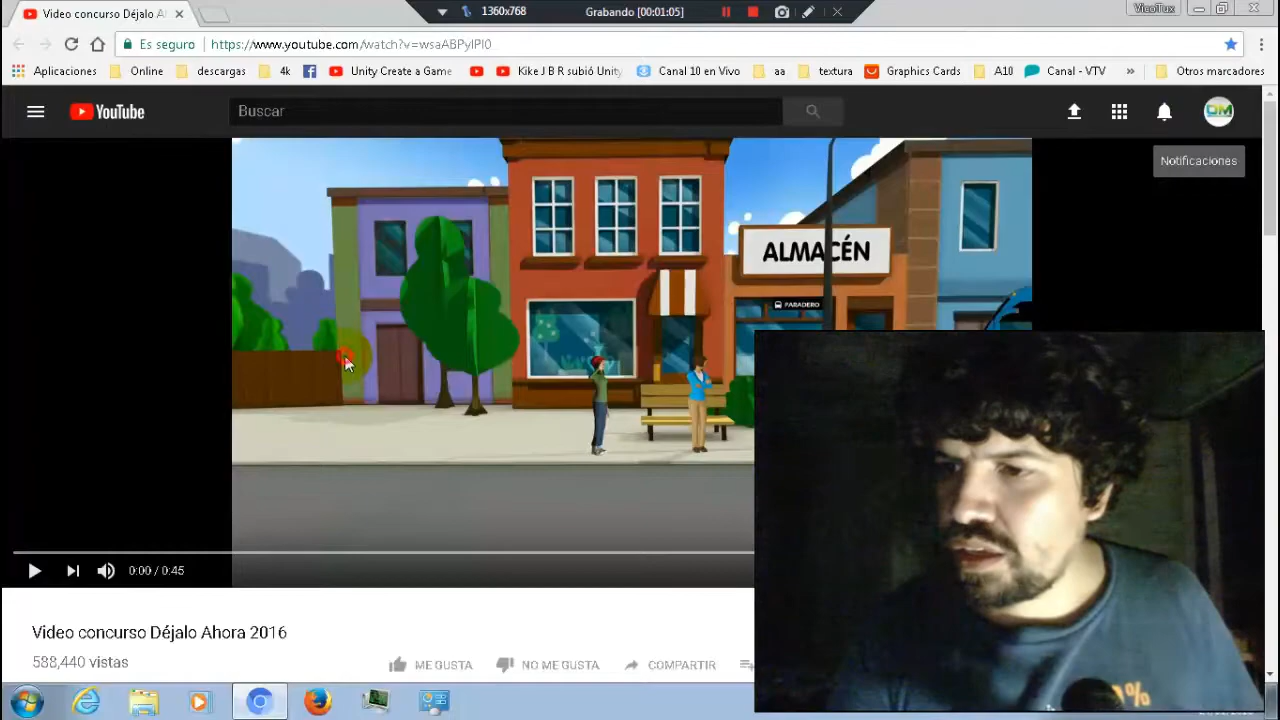 Video concurso Déjalo A
1360x768
Grabando [00:01:05]
VicoTux
Es seguro
https://www.youtube.com/watch?v=wsaABPyIPI0
Aplicaciones
Online
descargas
4k
Unity Create a Game
Kike J B R subió Unity
Canal 10 en Vivo
aa
textura
Graphics Cards
A10
Canal - VTV
»
Otros marcadores
YouTube
Buscar
OM
Notificaciones
ALMACÉN
PARADERO
0:00 / 0:45
Video concurso Déjalo Ahora 2016
588,440 vistas
ME GUSTA
NO ME GUSTA
COMPARTIR